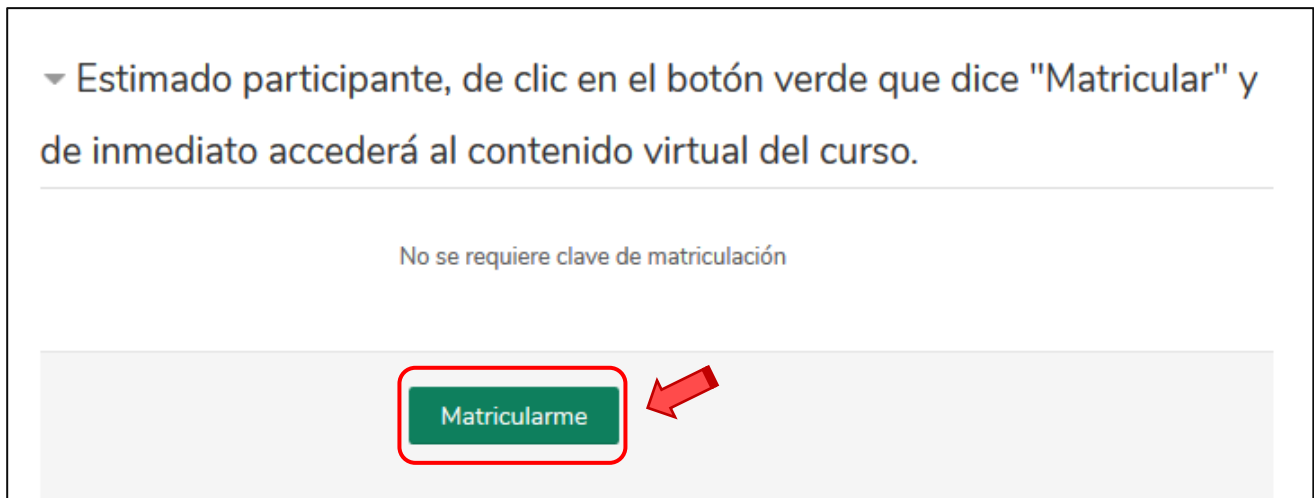 Estimado participante, de clic en el botón verde que dice "Matricular" y
de inmediato accederá al contenido virtual del curso.
No se requiere clave de matriculación
Matricularme